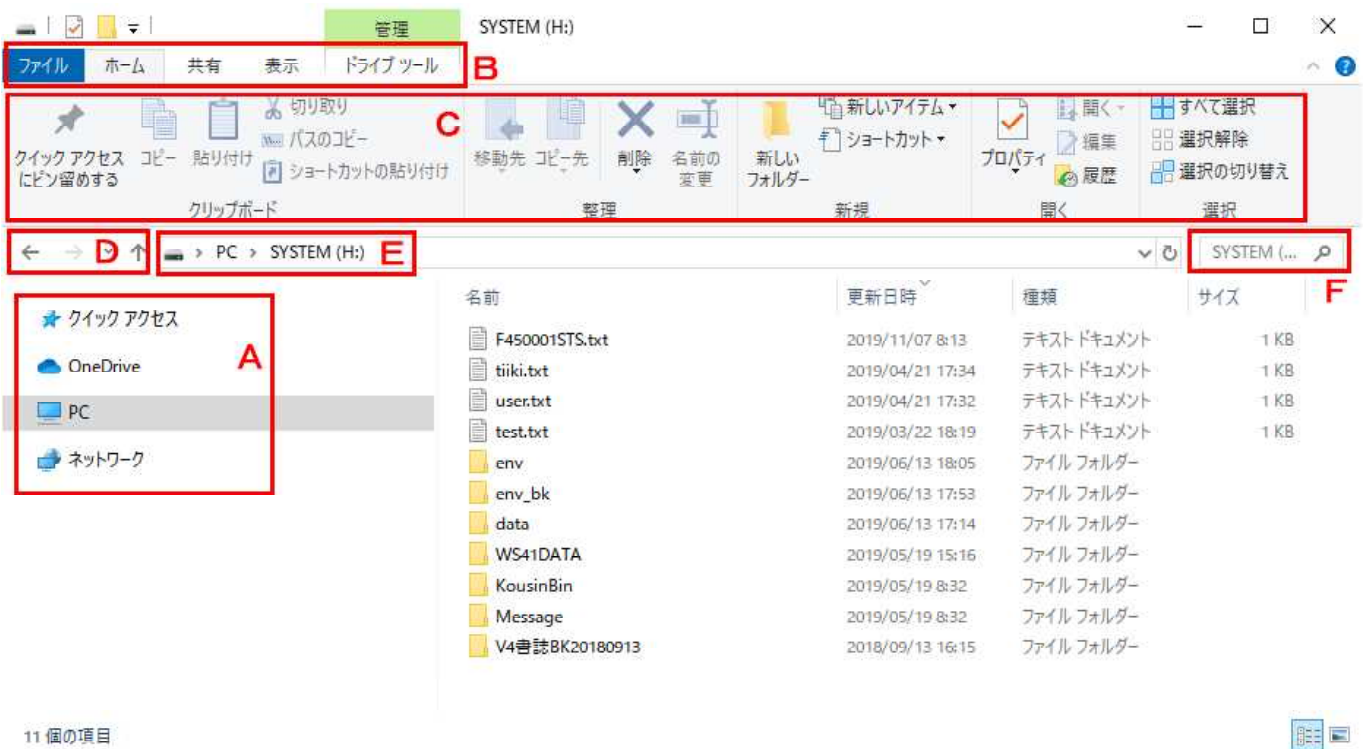 管理 SYSTEM (H:)
ファイル ホーム 共有 表示 ドライブ ツール B
クイック アクセス
にピン留めする
コピー
貼り付け
切り取り
パスのコピー
ショートカットの貼り付け
クリップボード
C
移動先
コピー先
削除
名前の
変更
整理
新しい
フォルダー
新しいアイテム
ショートカット
新規
プロパティ
開く
編集
履歴
開く
すべて選択
選択解除
選択の切り替え
選択
D PC SYSTEM (H:) E SYSTEM (... F
A
クイック アクセス
OneDrive
PC
ネットワーク
名前 更新日時 種類 サイズ
F450001STS.txt 2019/11/07 8:13 テキスト ドキュメント 1 KB
tiiki.txt 2019/04/21 17:34 テキスト ドキュメント 1 KB
user.txt 2019/04/21 17:32 テキスト ドキュメント 1 KB
test.txt 2019/03/22 18:19 テキスト ドキュメント 1 KB
env 2019/06/13 18:05 ファイル フォルダー
env_bk 2019/06/13 17:53 ファイル フォルダー
data 2019/06/13 17:14 ファイル フォルダー
WS41DATA 2019/05/19 15:16 ファイル フォルダー
KousinBin 2019/05/19 8:32 ファイル フォルダー
Message 2019/05/19 8:32 ファイル フォルダー
V4書誌BK20180913 2018/09/13 16:15 ファイル フォルダー
11 個の項目